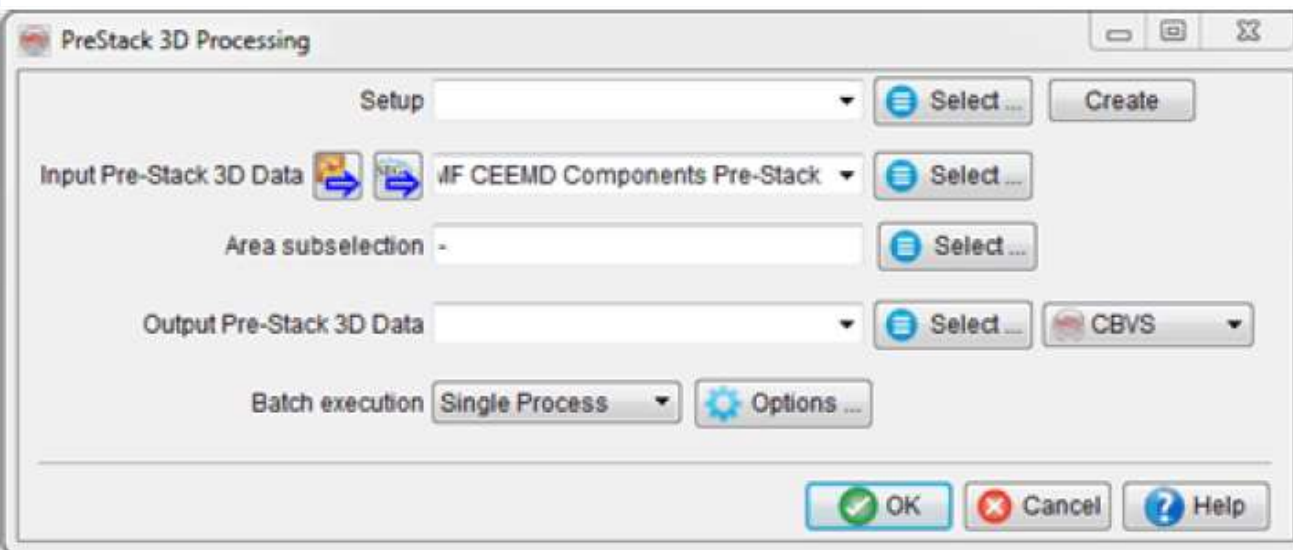 PreStack 3D Processing
Setup Select ... Create
Input Pre-Stack 3D Data MF CEEMD Components Pre-Stack Select ...
Area subselection - Select ...
Output Pre-Stack 3D Data Select ... CBVS
Batch execution Single Process Options ...
OK Cancel Help